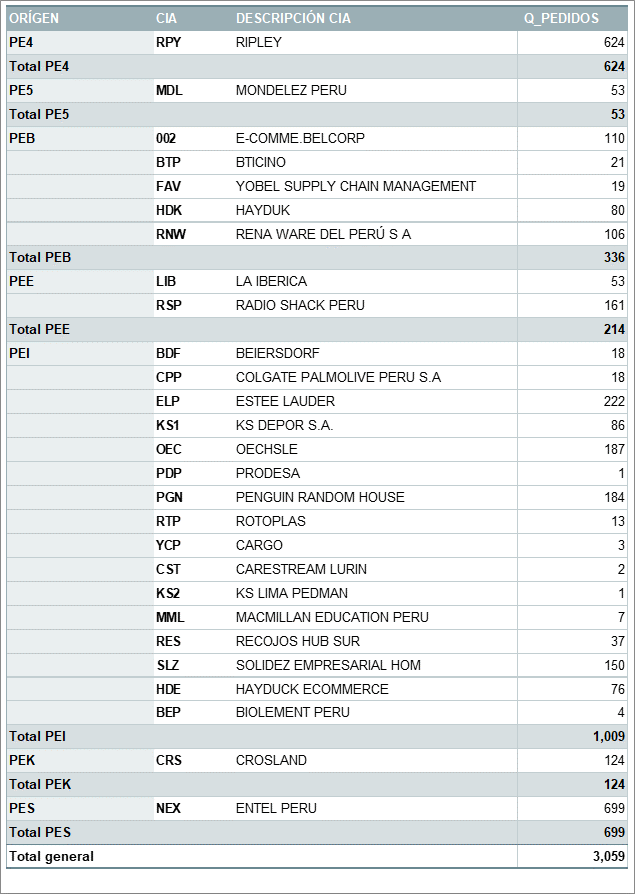 ORÍGEN CIA DESCRIPCIÓN CIA Q_PEDIDOS
PE4 RPY RIPLEY 624
Total PE4 624
PE5 MDL MONDELEZ PERU 53
Total PE5 53
PEB 002 E-COMME.BELCORP 110
BTP BTICINO 21
FAV YOBEL SUPPLY CHAIN MANAGEMENT 19
HDK HAYDUK 80
RNW RENA WARE DEL PERÚ S A 106
Total PEB 336
PEE LIB LA IBERICA 53
RSP RADIO SHACK PERU 161
Total PEE 214
PEI BDF BEIERSDORF 18
CPP COLGATE PALMOLIVE PERU S.A 18
ELP ESTEE LAUDER 222
KS1 KS DEPOR S.A. 86
OEC OECHSLE 187
PDP PRODESA 1
PGN PENGUIN RANDOM HOUSE 184
RTP ROTOPLAS 13
YCP CARGO 3
CST CARESTREAM LURIN 2
KS2 KS LIMA PEDMAN 1
MML MACMILLAN EDUCATION PERU 7
RES RECOJOS HUB SUR 37
SLZ SOLIDEZ EMPRESARIAL HOM 150
HDE HAYDUCK ECOMMERCE 76
BEP BIOLEMENT PERU 4
Total PEI 1,009
PEK CRS CROSLAND 124
Total PEK 124
PES NEX ENTEL PERU 699
Total PES 699
Total general 3,059